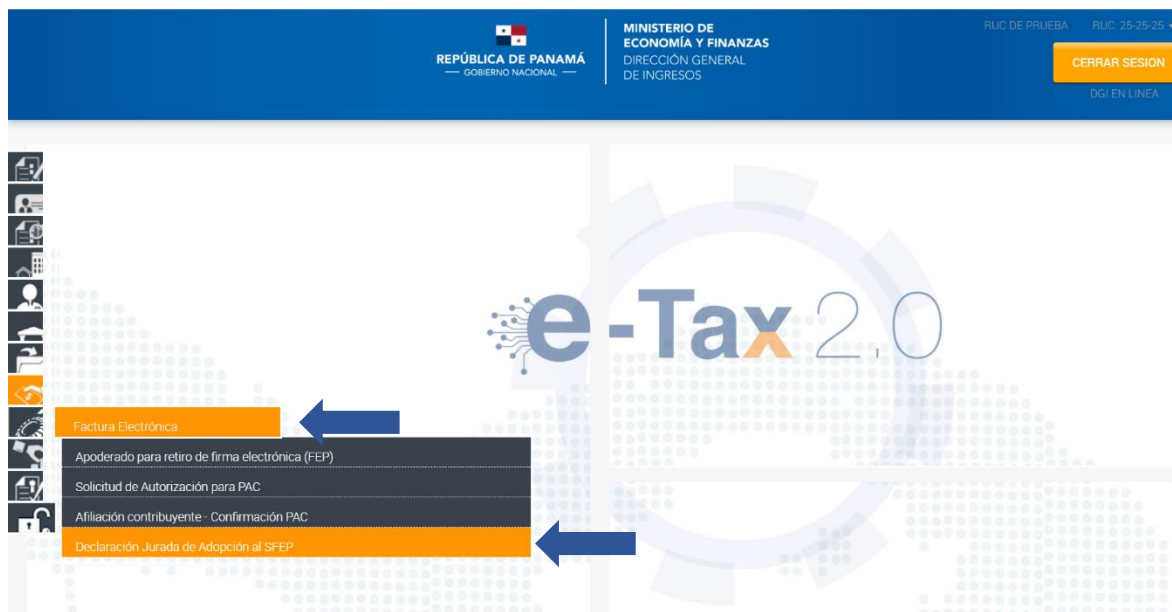 REPÚBLICA DE PANAMÁ
— GOBIERNO NACIONAL —
MINISTERIO DE
ECONOMÍA Y FINANZAS
DIRECCIÓN GENERAL
DE INGRESOS
RUC DE PRUEBA RUC: 25-25-25
CERRAR SESION
DGI EN LINEA
e-Tax 2.0
Factura Electrónica
Apoderado para retiro de firma electrónica (FEP)
Solicitud de Autorización para PAC
Afiliación contribuyente - Confirmación PAC
Declaración Jurada de Adopción al SFEP